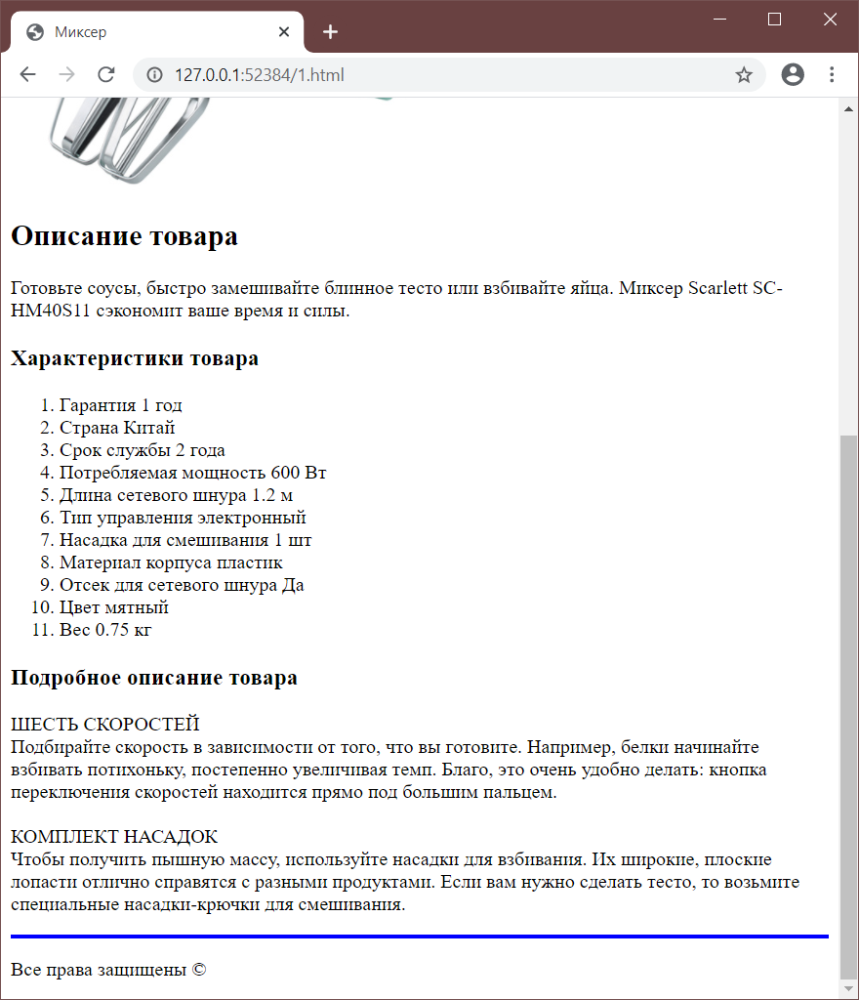 Миксер
127.0.0.1:52384/1.html
Описание товара
Готовьте соусы, быстро замешивайте блинное тесто или взбивайте яйца. Миксер Scarlett SC-
HM40S11 сэкономит ваше время и силы.
Характеристики товара
1. Гарантия 1 год
2. Страна Китай
3. Срок службы 2 года
4. Потребляемая мощность 600 Вт
5. Длина сетевого шнура 1.2 м
6. Тип управления электронный
7. Насадка для смешивания 1 шт
8. Материал корпуса пластик
9. Отсек для сетевого шнура Да
10. Цвет мятный
11. Вес 0.75 кг
Подробное описание товара
ШЕСТЬ СКОРОСТЕЙ
Подбирайте скорость в зависимости от того, что вы готовите. Например, белки начинайте
взбивать потихоньку, постепенно увеличивая темп. Благо, это очень удобно делать: кнопка
переключения скоростей находится прямо под большим пальцем.
КОМПЛЕКТ НАСАДОК
Чтобы получить пышную массу, используйте насадки для взбивания. Их широкие, плоские
лопасти отлично справятся с разными продуктами. Если вам нужно сделать тесто, то возьмите
специальные насадки-крючки для смешивания.
Все права защищены ©